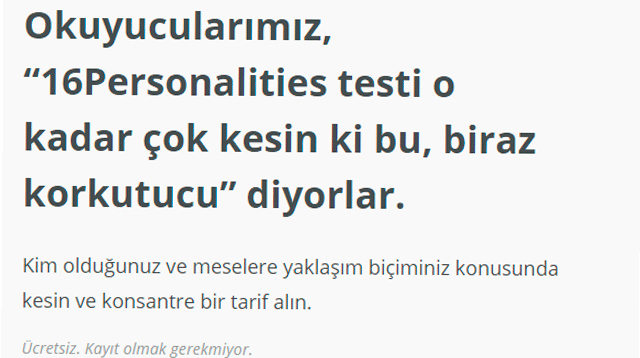 Okuyucularımız,
“16Personalities testi o
kadar çok kesin ki bu, biraz
korkutucu” diyorlar.
Kim olduğunuz ve meselere yaklaşım biçiminiz konusunda
kesin ve konsantre bir tarif alın.
Ücretsiz. Kayıt olmak gerekmiyor.